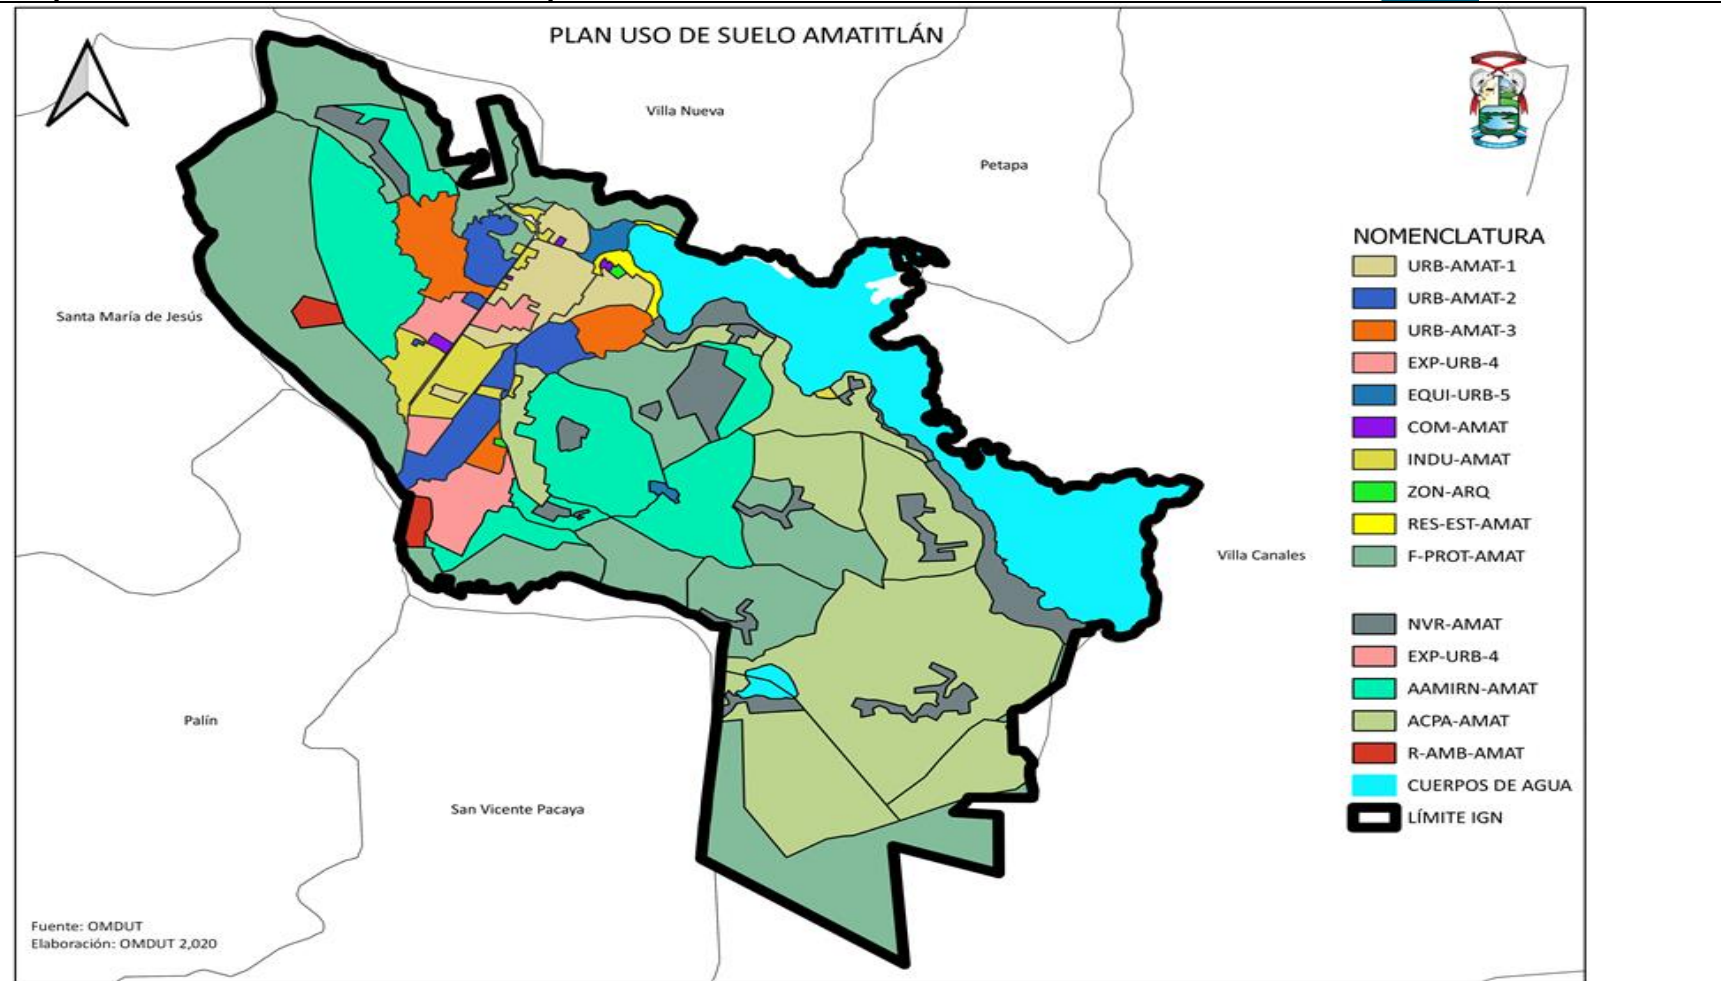 PLAN USO DE SUELO AMATITLÁN
Villa Nueva
Petapa
Santa María de Jesús
Villa Canales
Palín
San Vicente Pacaya
NOMENCLATURA
URB-AMAT-1
URB-AMAT-2
URB-AMAT-3
EXP-URB-4
EQUI-URB-5
COM-AMAT
INDU-AMAT
ZON-ARQ
RES-EST-AMAT
F-PROT-AMAT
NVR-AMAT
EXP-URB-4
AAMIRN-AMAT
ACPA-AMAT
R-AMB-AMAT
CUERPOS DE AGUA
LÍMITE IGN
Fuente: OMDUT
Elaboración: OMDUT 2,020